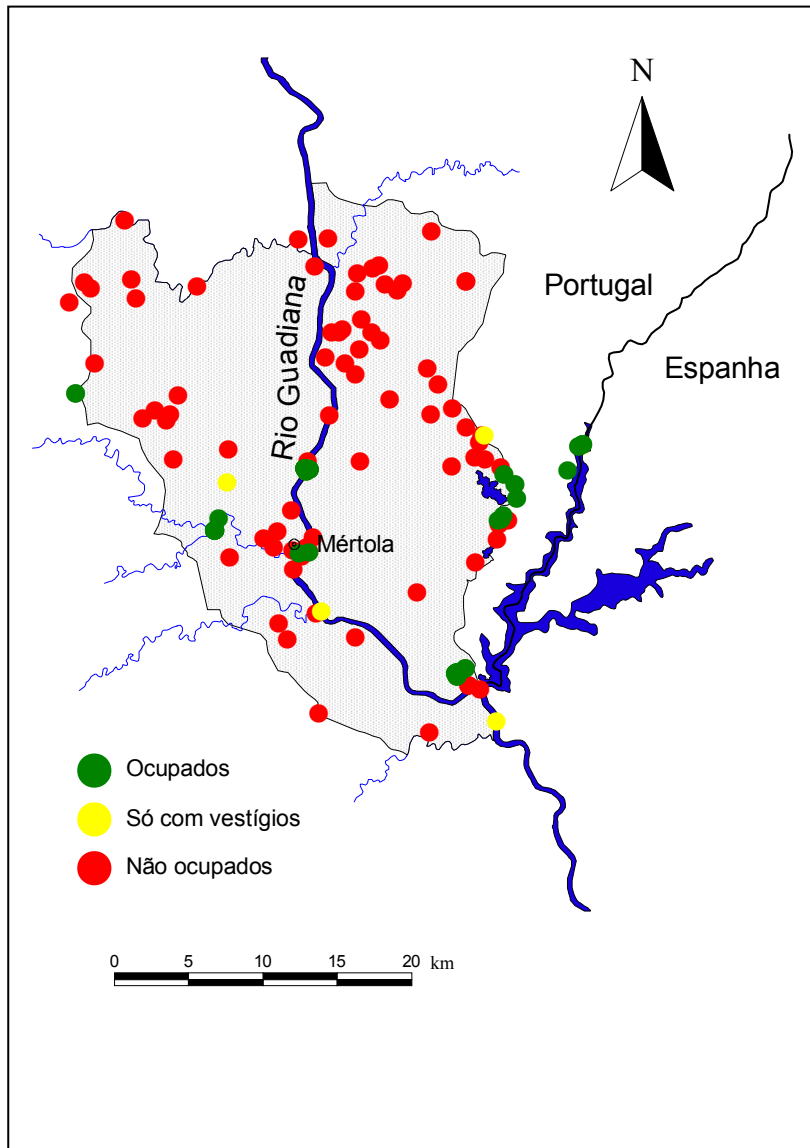 N
Portugal
Espanha
Rio Guadiana
Mértola
Ocupados
Só com vestígios
Não ocupados
0 5 10 15 20 km